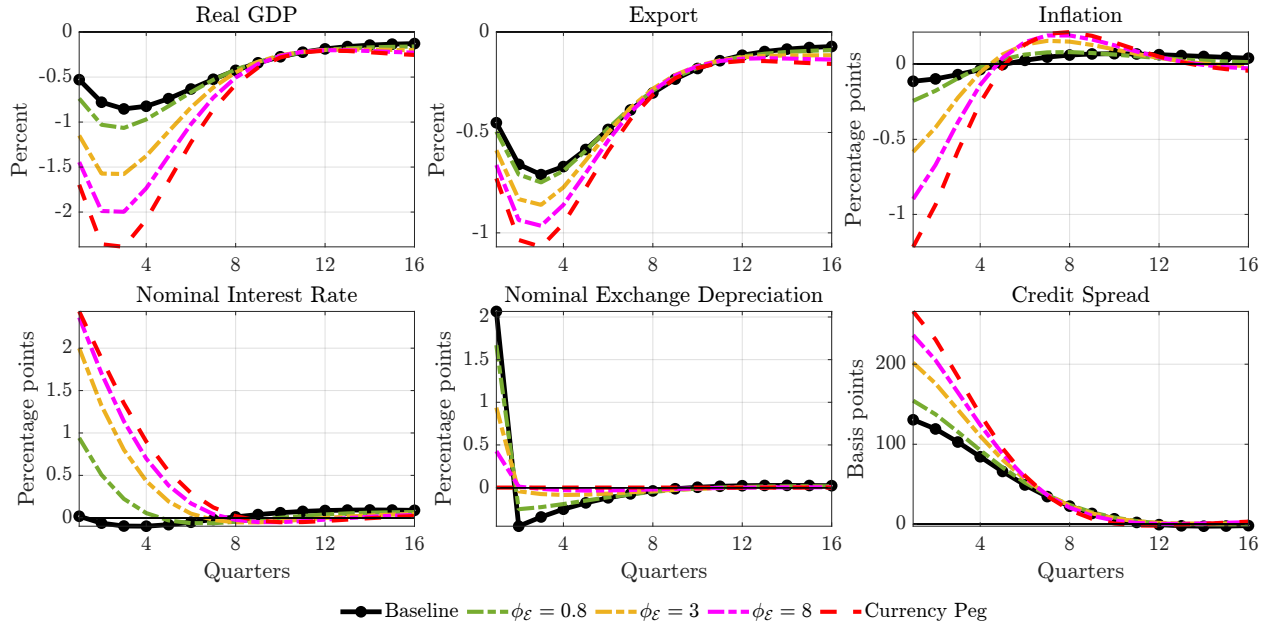 Real GDP
Export
Inflation
Percent
0
-0.5
-1
-1.5
-2
4
8
12
16
Percent
0
-0.5
-1
4
8
12
16
Percentage points
0
-0.5
-1
4
8
12
16
Nominal Interest Rate
Nominal Exchange Depreciation
Credit Spread
Percentage points
2
1.5
1
0.5
0
4
8
12
16
Quarters
Percentage points
2
1.5
1
0.5
0
4
8
12
16
Quarters
Basis points
200
100
0
4
8
12
16
Quarters
Baseline
ϕ_ℰ = 0.8
ϕ_ℰ = 3
ϕ_ℰ = 8
Currency Peg